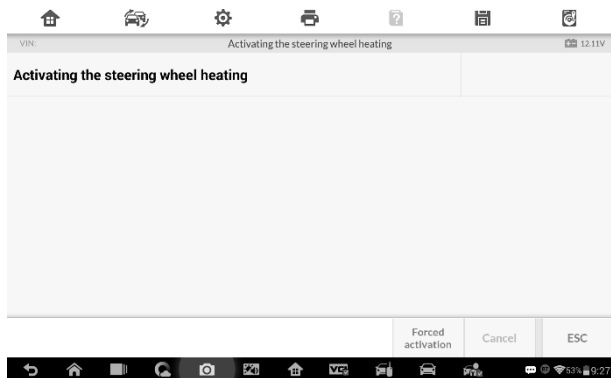 VIN: Activating the steering wheel heating 12.11V
Activating the steering wheel heating
Forced
activation
Cancel
ESC
53% 9:27